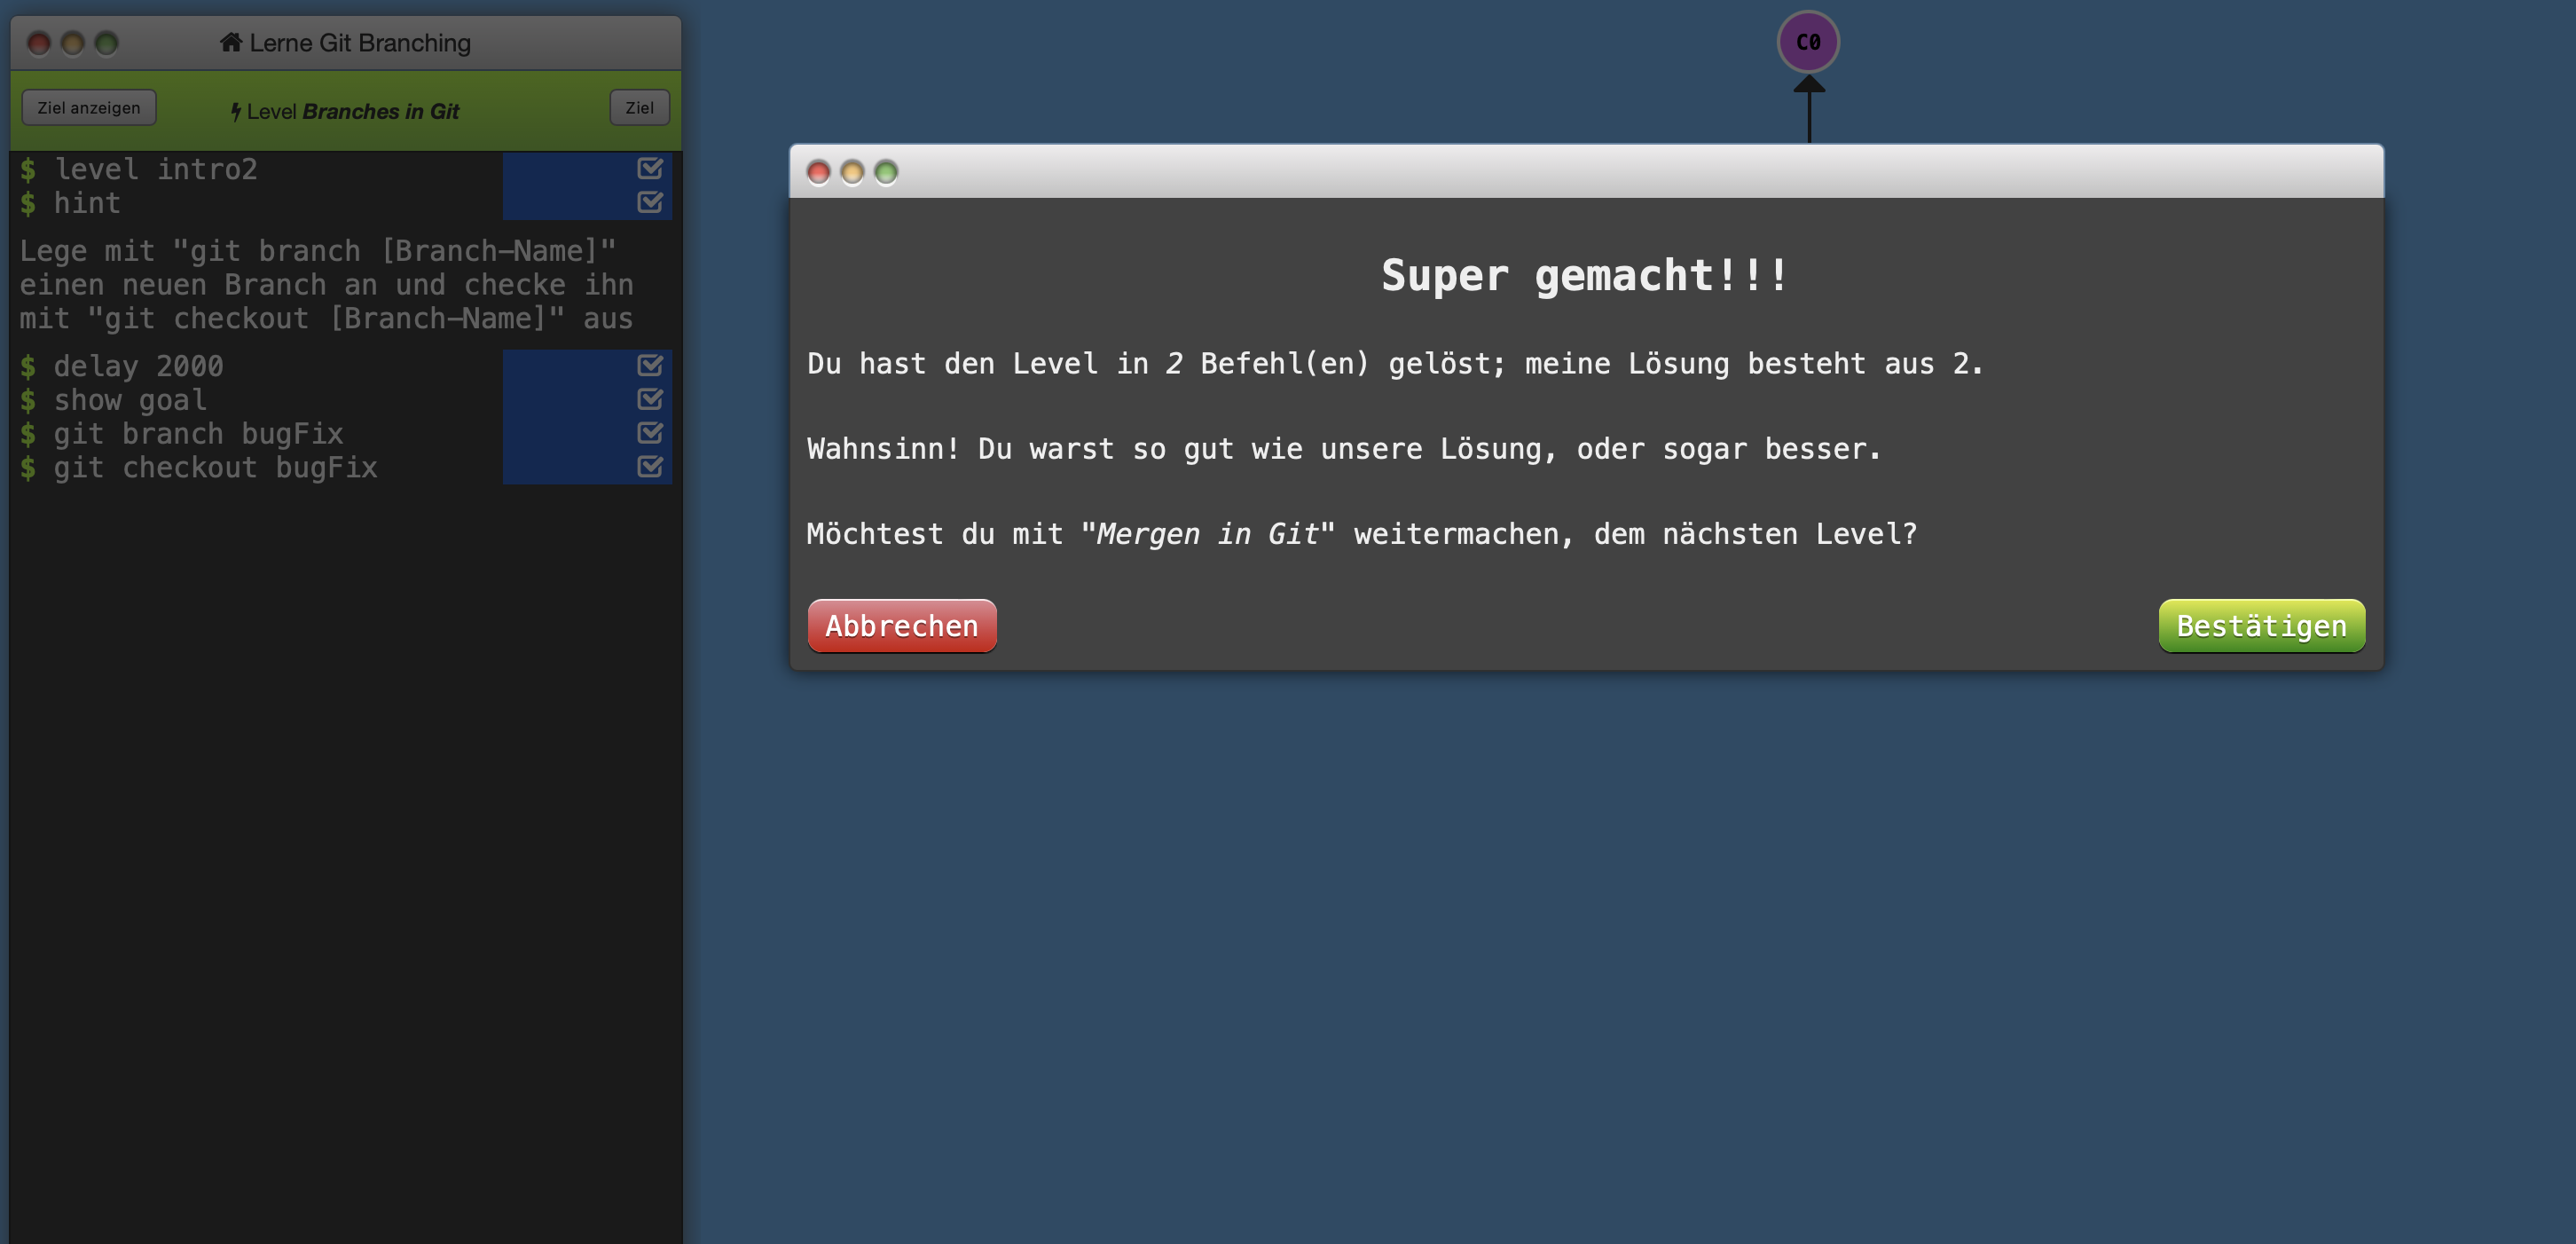 Lerne Git Branching
Ziel anzeigen
Level Branches in Git
Ziel
$ level intro2
$ hint
Lege mit "git branch [Branch-Name]"
einen neuen Branch an und checke ihn
mit "git checkout [Branch-Name]" aus
$ delay 2000
$ show goal
$ git branch bugFix
$ git checkout bugFix
C0
Super gemacht!!!
Du hast den Level in 2 Befehl(en) gelöst; meine Lösung besteht aus 2.
Wahnsinn! Du warst so gut wie unsere Lösung, oder sogar besser.
Möchtest du mit "Mergen in Git" weitermachen, dem nächsten Level?
Abbrechen
Bestätigen